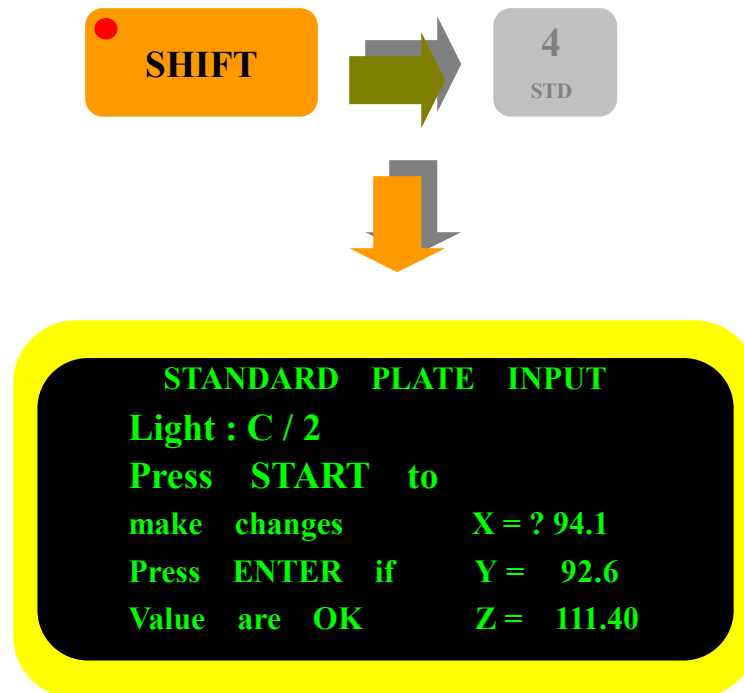 SHIFT
4
STD
STANDARD PLATE INPUT
Light : C / 2
Press START to
make changes X = ? 94.1
Press ENTER if Y = 92.6
Value are OK Z = 111.40